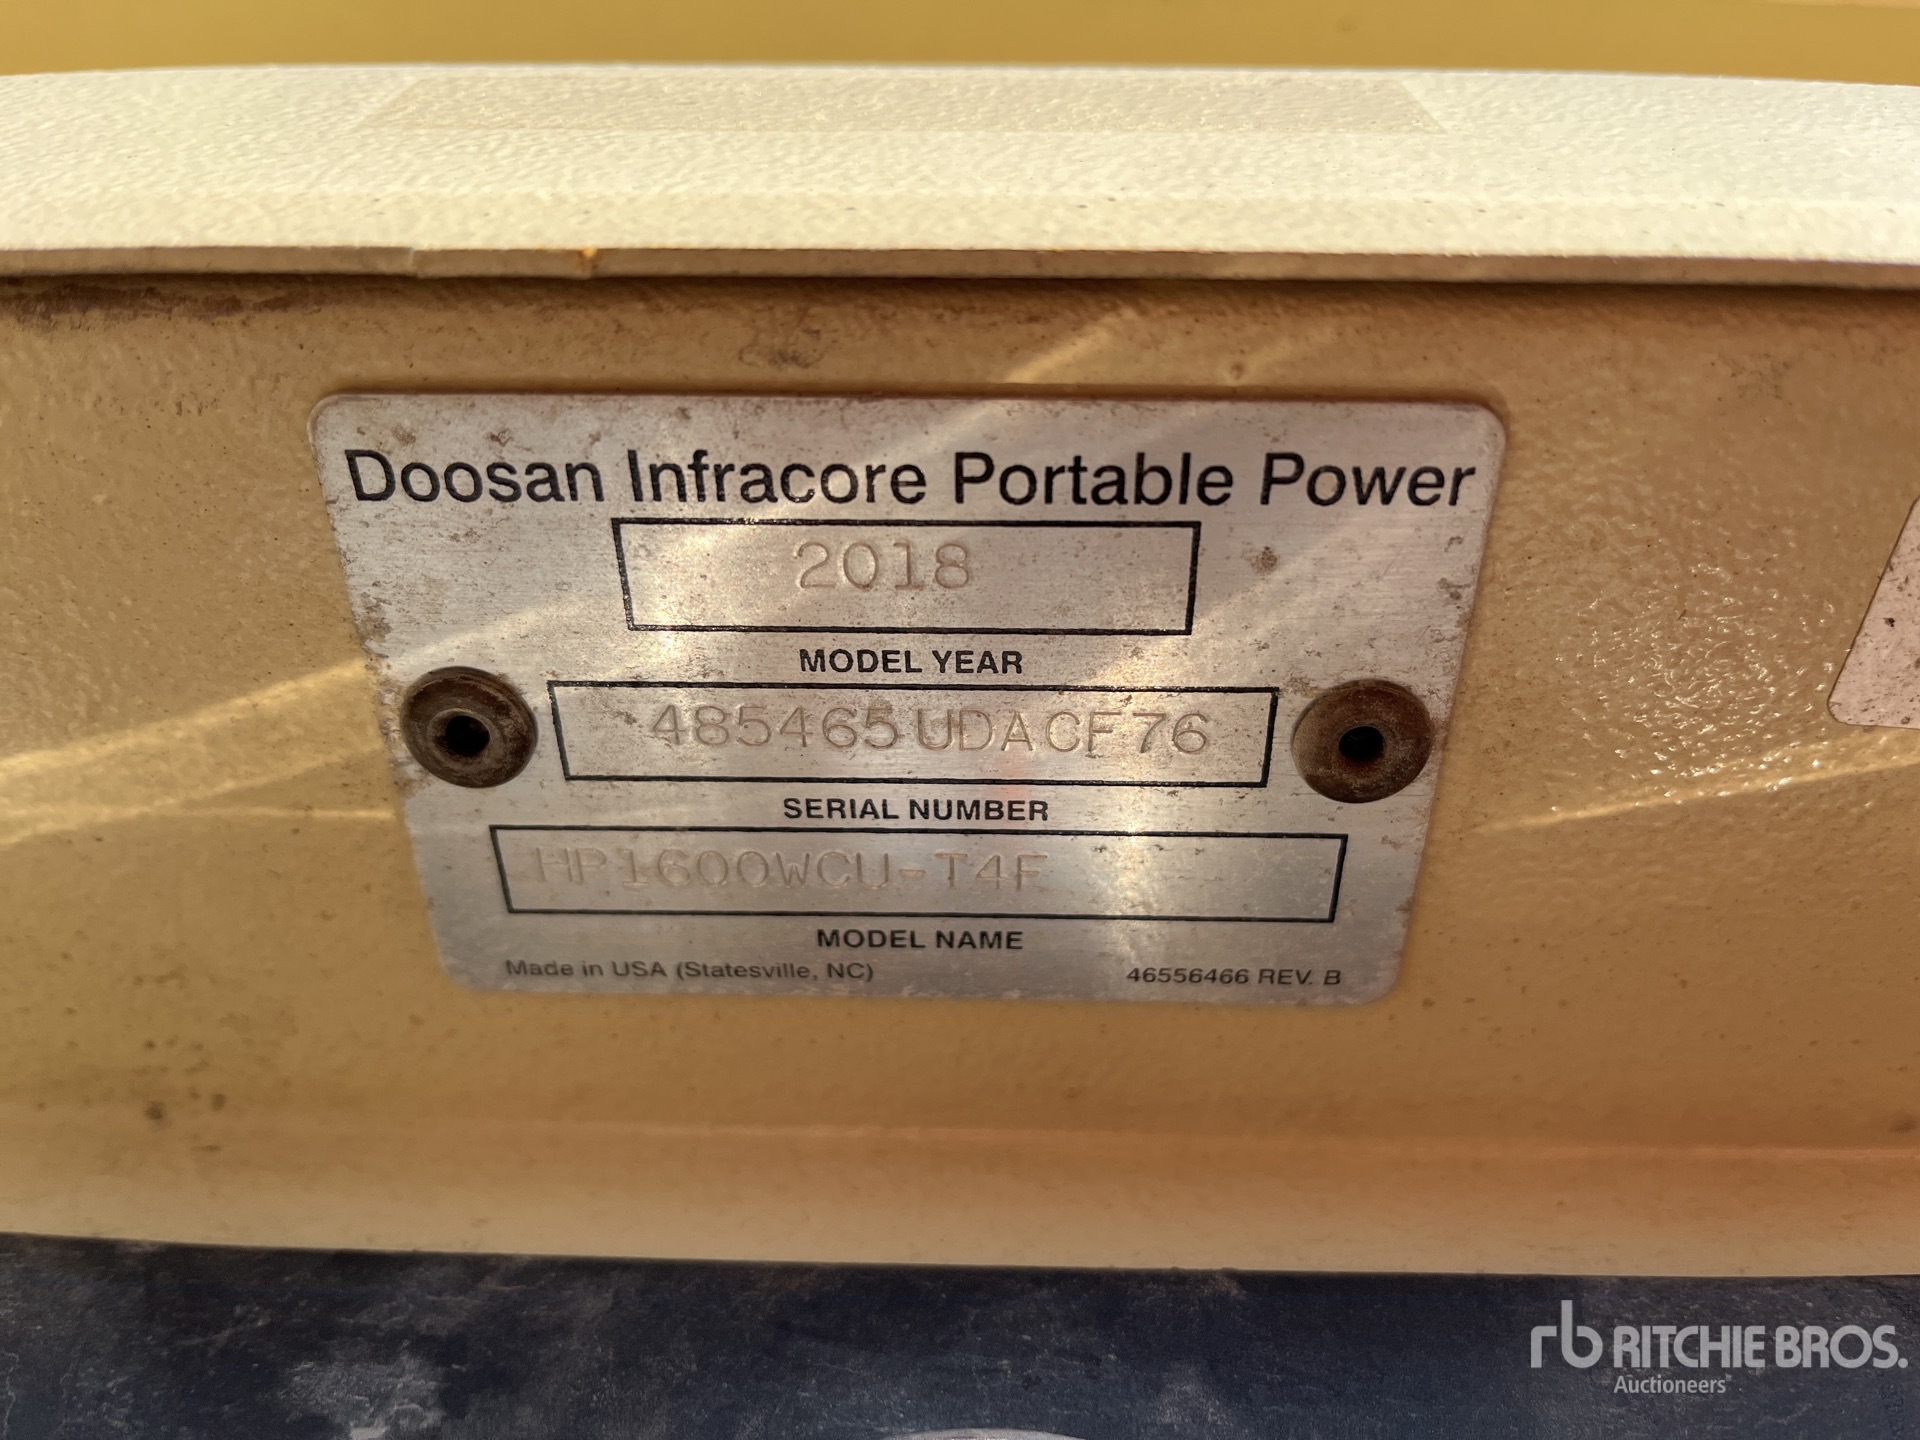 Doosan Infracore Portable Power
2018
MODEL YEAR
485465UDACF76
SERIAL NUMBER
HP1600WCU-T4F
MODEL NAME
Made in USA (Statesville, NC)
46556466 REV. B
rb RITCHIE BROS.
Auctioneers